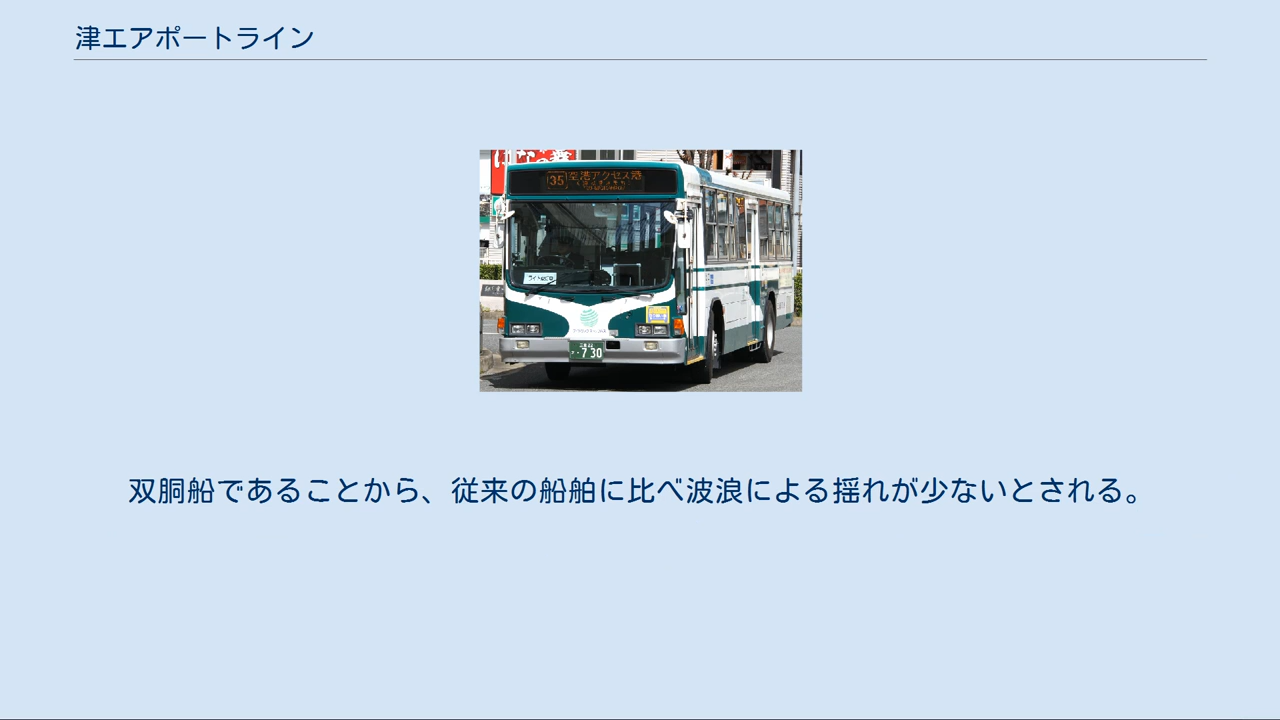 津エアポートライン
35 空港アクセス港
・7 30
双胴船であることから、従来の船舶に比べ波浪による揺れが少ないとされる。